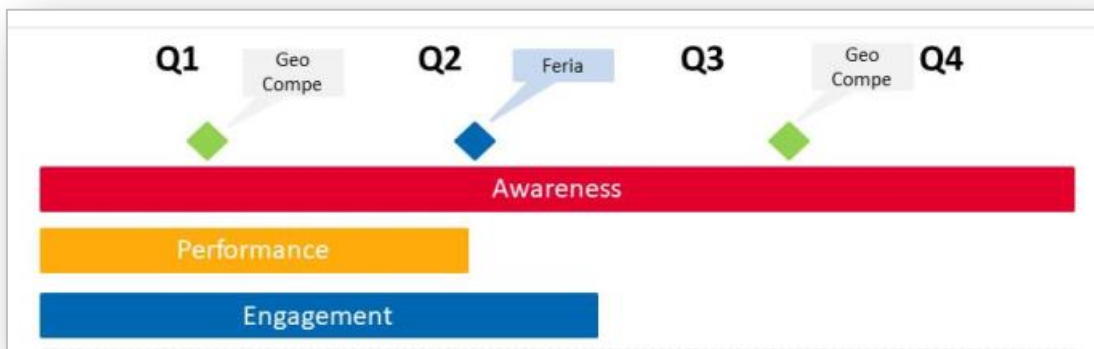 Q1
Geo
Compe
Q2
Feria
Q3
Geo
Compe
Q4
Awareness
Performance
Engagement